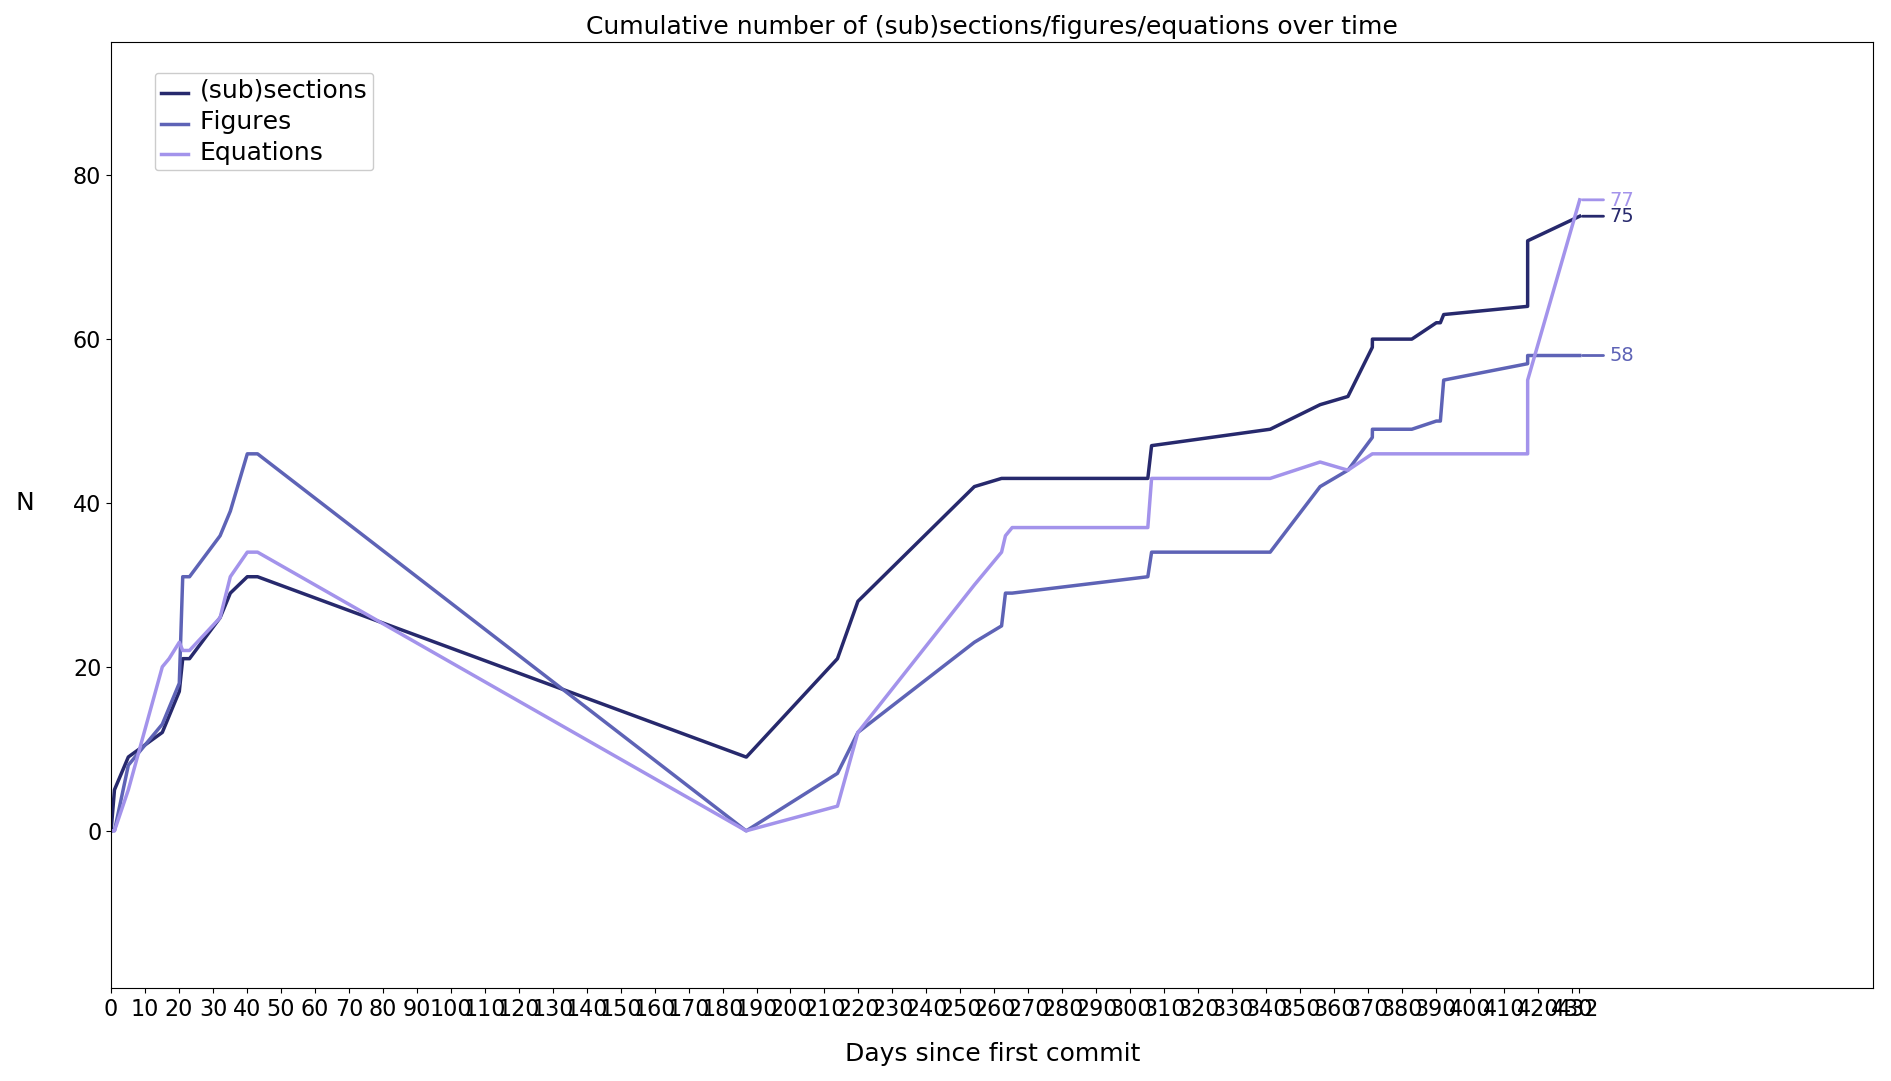 Cumulative number of (sub)sections/figures/equations over time
(sub)sections
Figures
Equations
80
60
40
20
0
N
77
75
58
0 10 20 30 40 50 60 70 80 90 100 110 120 130 140 150 160 170 180 190 200 210 220 230 240 250 260 270 280 290 300 310 320 330 340 350 360 370 380 390 400 410 420 430 432
Days since first commit